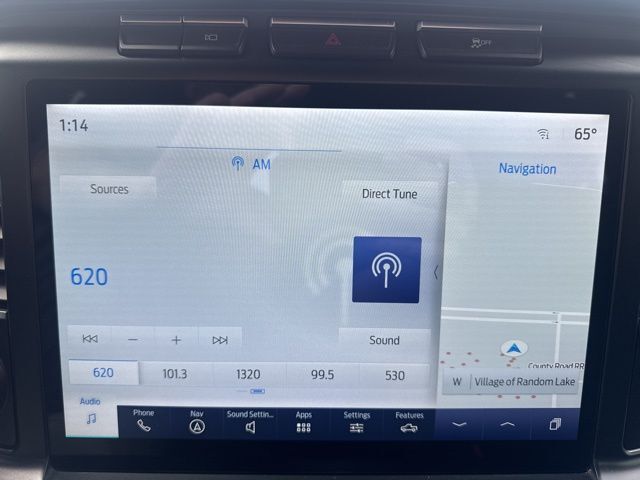 OFF
1:14
65°
AM
Navigation
Sources
Direct Tune
620
Sound
620 101.3 1320 99.5 530
County Road RR
W Village of Random Lake
Audio
Phone Nav Sound Settin... Apps Settings Features